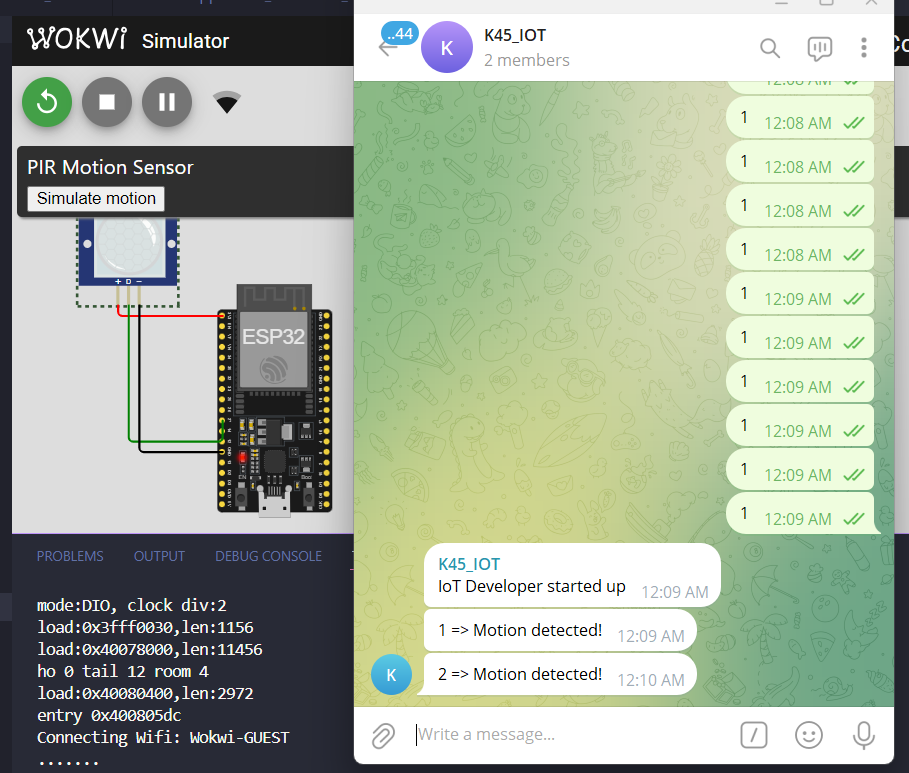 WOKWI Simulator
PIR Motion Sensor
Simulate motion
+ D -
ESP32
PROBLEMS OUTPUT DEBUG CONSOLE
mode:DIO, clock div:2
load:0x3fff0030,len:1156
load:0x40078000,len:11456
ho 0 tail 12 room 4
load:0x40080400,len:2972
entry 0x400805dc
Connecting Wifi: Wokwi-GUEST
.......
..44
K
K45_IOT
2 members
12:08 AM
1 12:08 AM
1 12:08 AM
1 12:08 AM
1 12:08 AM
1 12:09 AM
1 12:09 AM
1 12:09 AM
1 12:09 AM
1 12:09 AM
1 12:09 AM
K45_IOT
IoT Developer started up 12:09 AM
1 => Motion detected! 12:09 AM
K
2 => Motion detected! 12:10 AM
Write a message...